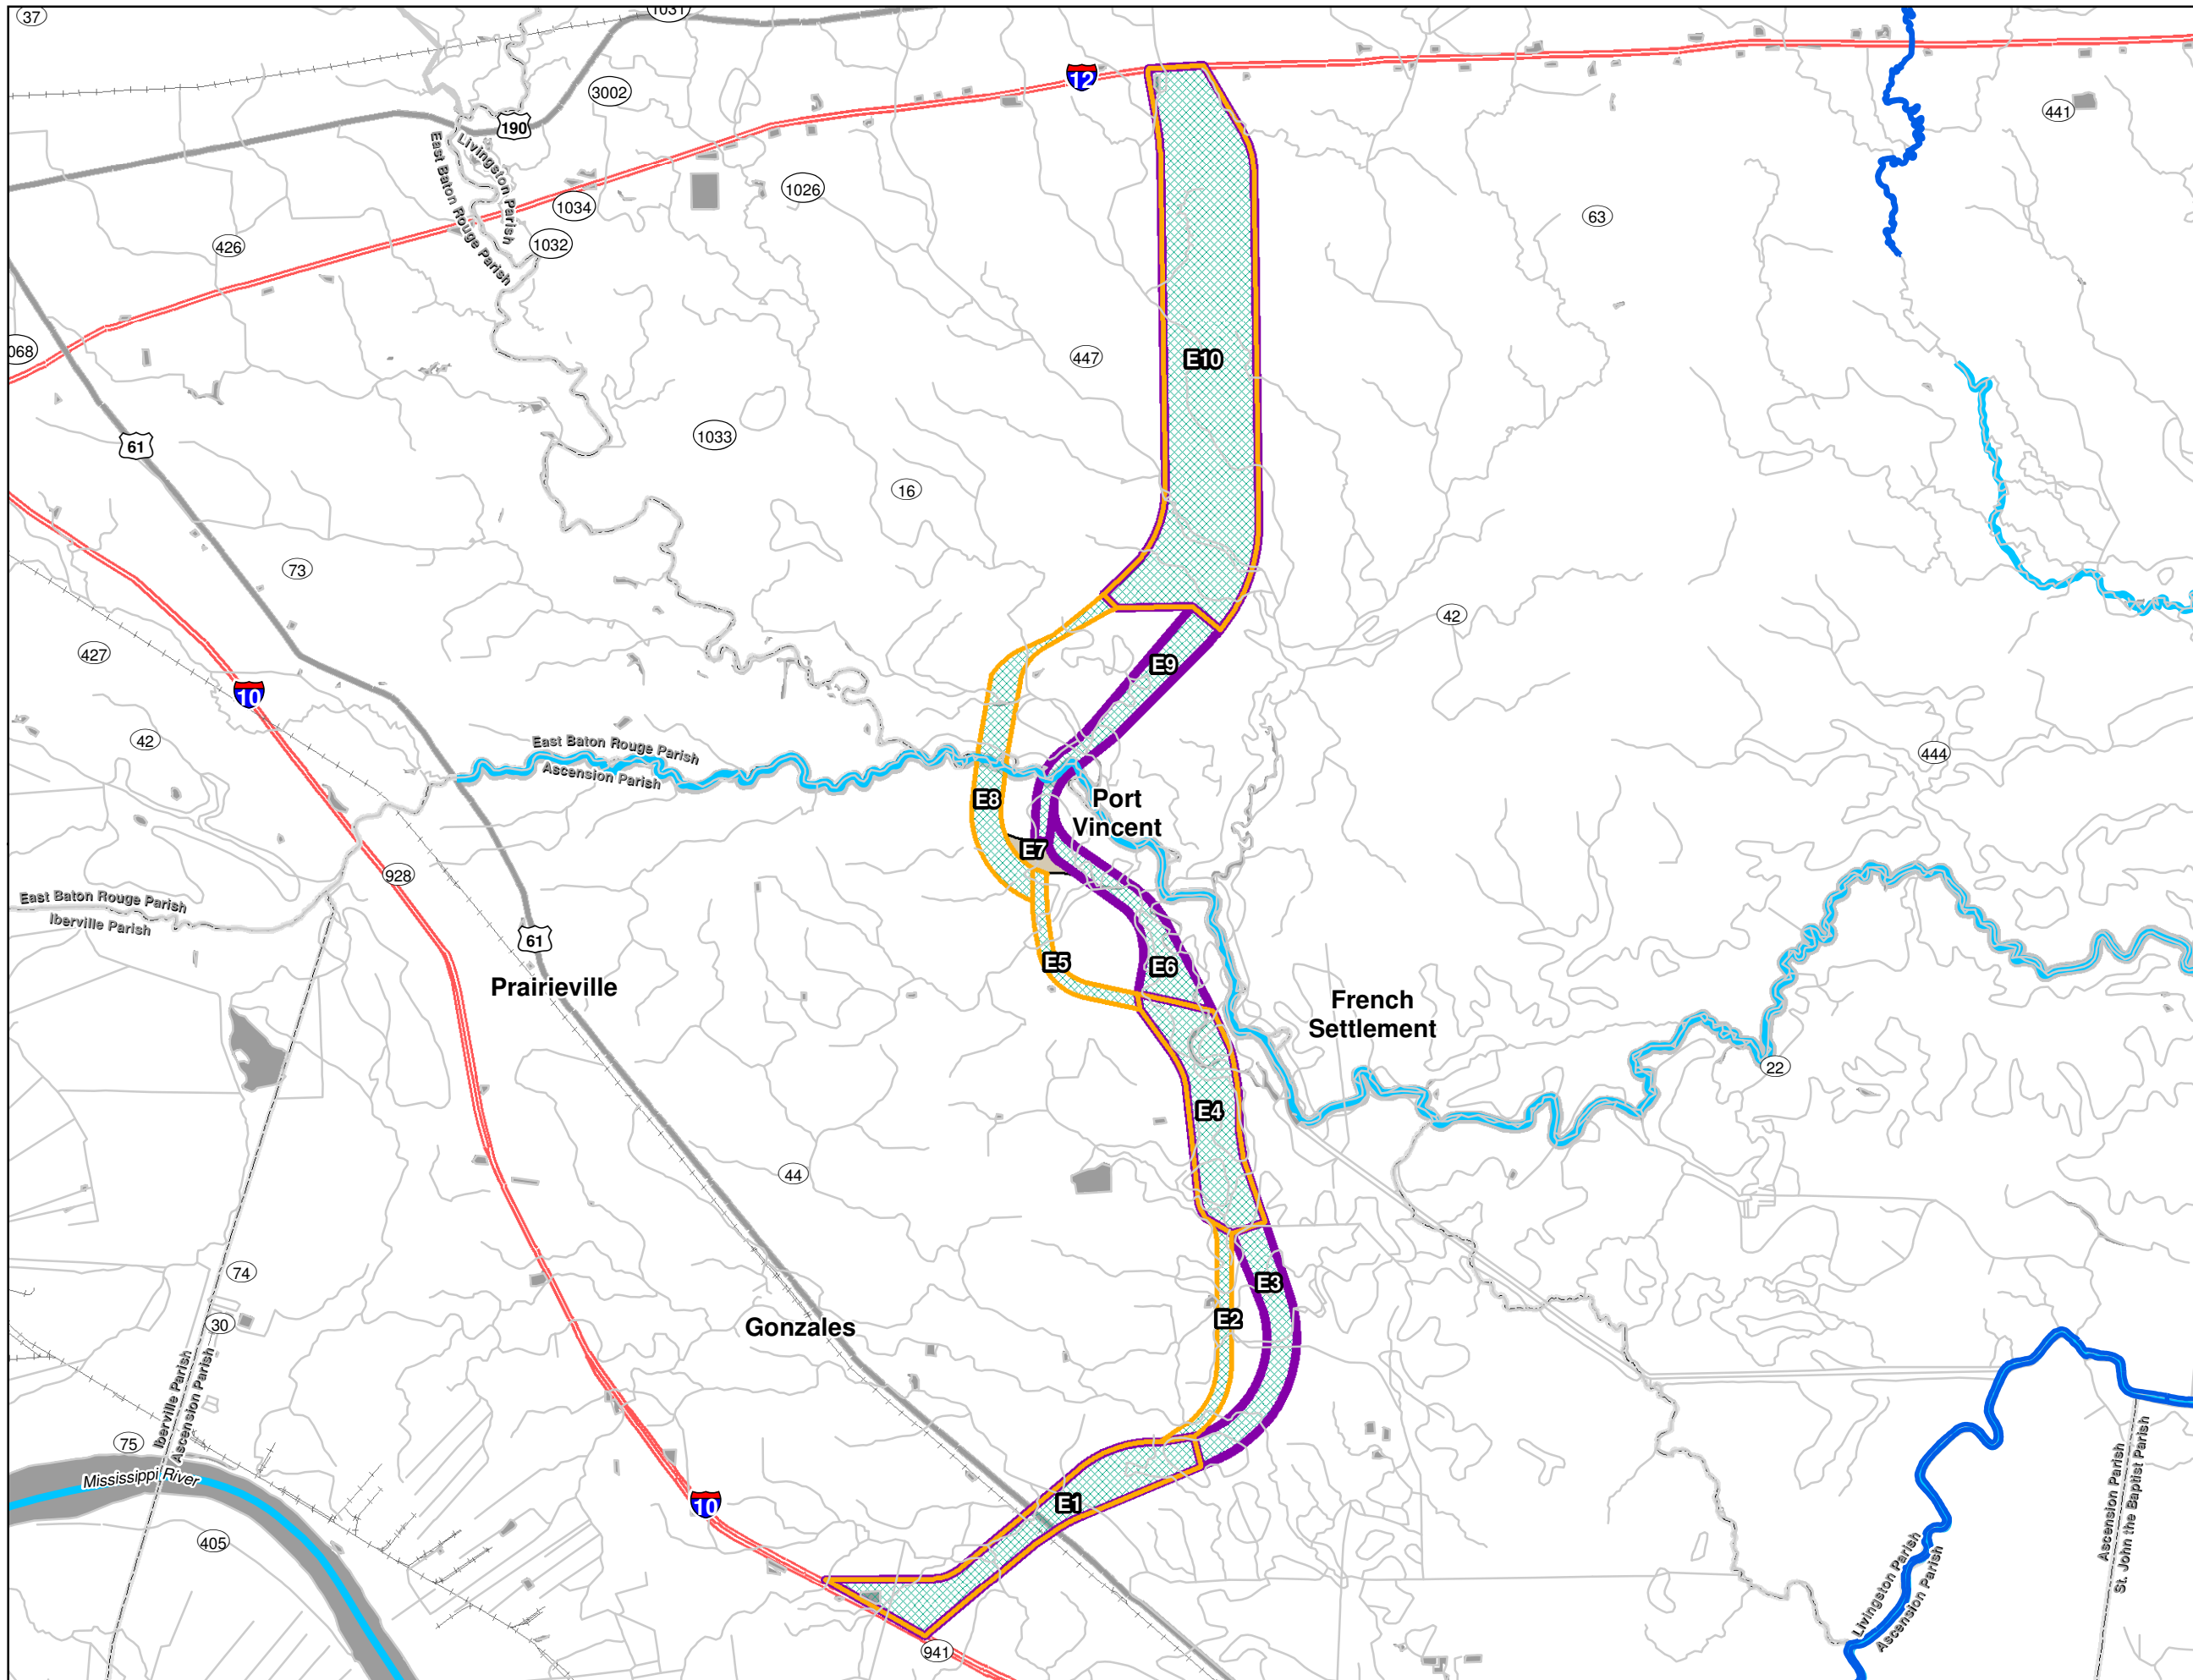 37
1031
12
3002
190
441
Livingston Parish
East Baton Rouge Parish
1026
1034
63
1032
426
068
447
E10
61
1033
16
73
42
427
E9
10
42
East Baton Rouge Parish
Ascension Parish
444
E8
Port
Vincent
E7
928
East Baton Rouge Parish
Iberville Parish
61
E5
E6
Prairieville
French
Settlement
22
E4
44
74
E3
30
E2
Gonzales
Iberville Parish
Ascension Parish
75
Mississippi River
10
E1
405
Ascension Parish
St. John the Baptist Parish
Livingston Parish
Ascension Parish
941